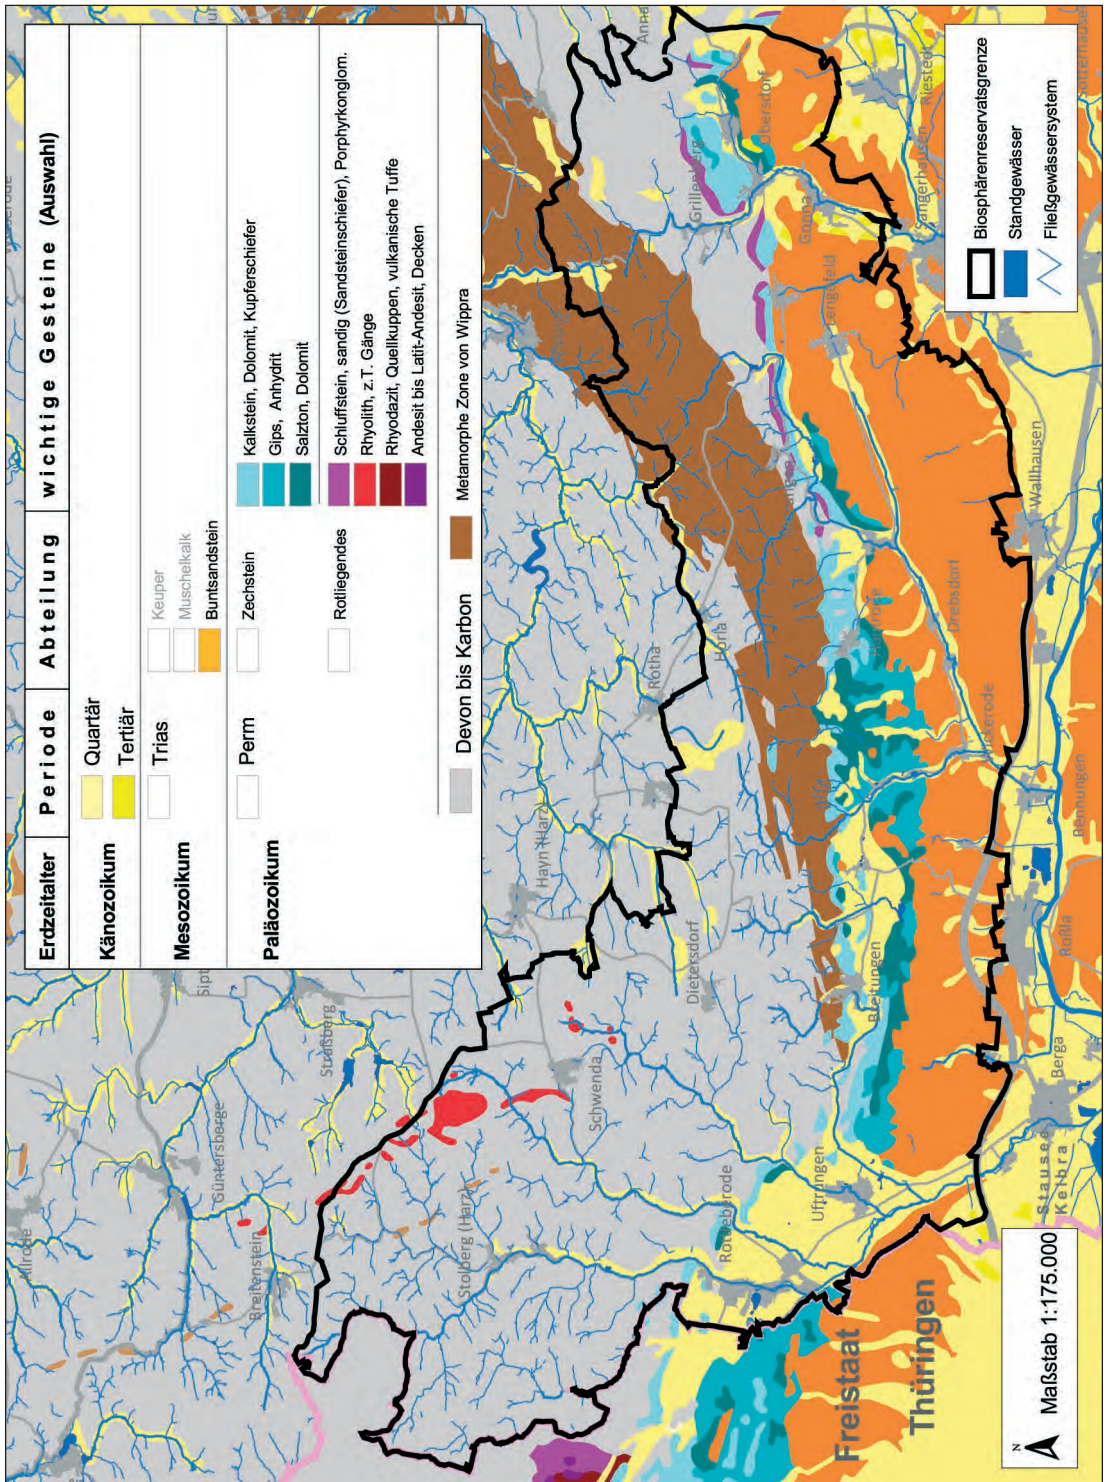 Erdzeitalter Periode Abteilung wichtige Gesteine (Auswahl)
Känozoikum
Quartär
Tertiär
Mesozoikum
Trias
Keuper
Muschelkalk
Buntsandstein
Paläozoikum
Perm
Zechstein
Kalkstein, Dolomit, Kupferschiefer
Gips, Anhydrit
Salzton, Dolomit
Rotliegendes
Schluffstein, sandig (Sandsteinschiefer), Porphyrkonglom.
Rhyolith, z.T. Gänge
Rhyodazit, Quellkuppen, vulkanische Tuffe
Andesit bis Latit-Andesit, Decken
Devon bis Karbon
Metamorphe Zone von Wippra
Allrode
Güntersberge
Straßberg
Breitenstein
Stolberg (Harz)
Schwenda
Hayn (Harz)
Dietersdorf
Rotha
Horla
Grillenberg
Obersdorf
Gonna
Lengefeld
Sangerhausen
Riestedt
Rottlebrode
Uftrungen
Breitungen
Hainrode
Drebsdorf
Wickerode
Wallhausen
Bennungen
Roßla
Berga
Stausee
Kelbra
Freistaat
Thüringen
Biosphärenreservatsgrenze
Standgewässer
Fließgewässersystem
N
Maßstab 1:175.000